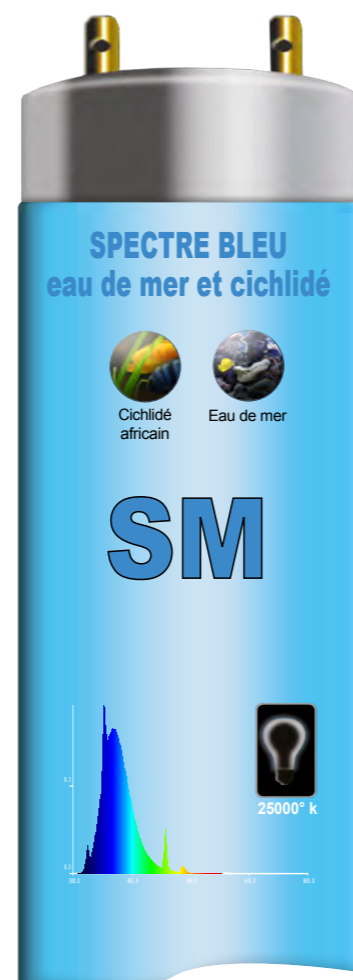 SPECTRE BLEU
eau de mer et cichlidé
Cichlidé
africain
Eau de mer
SM
25000° k